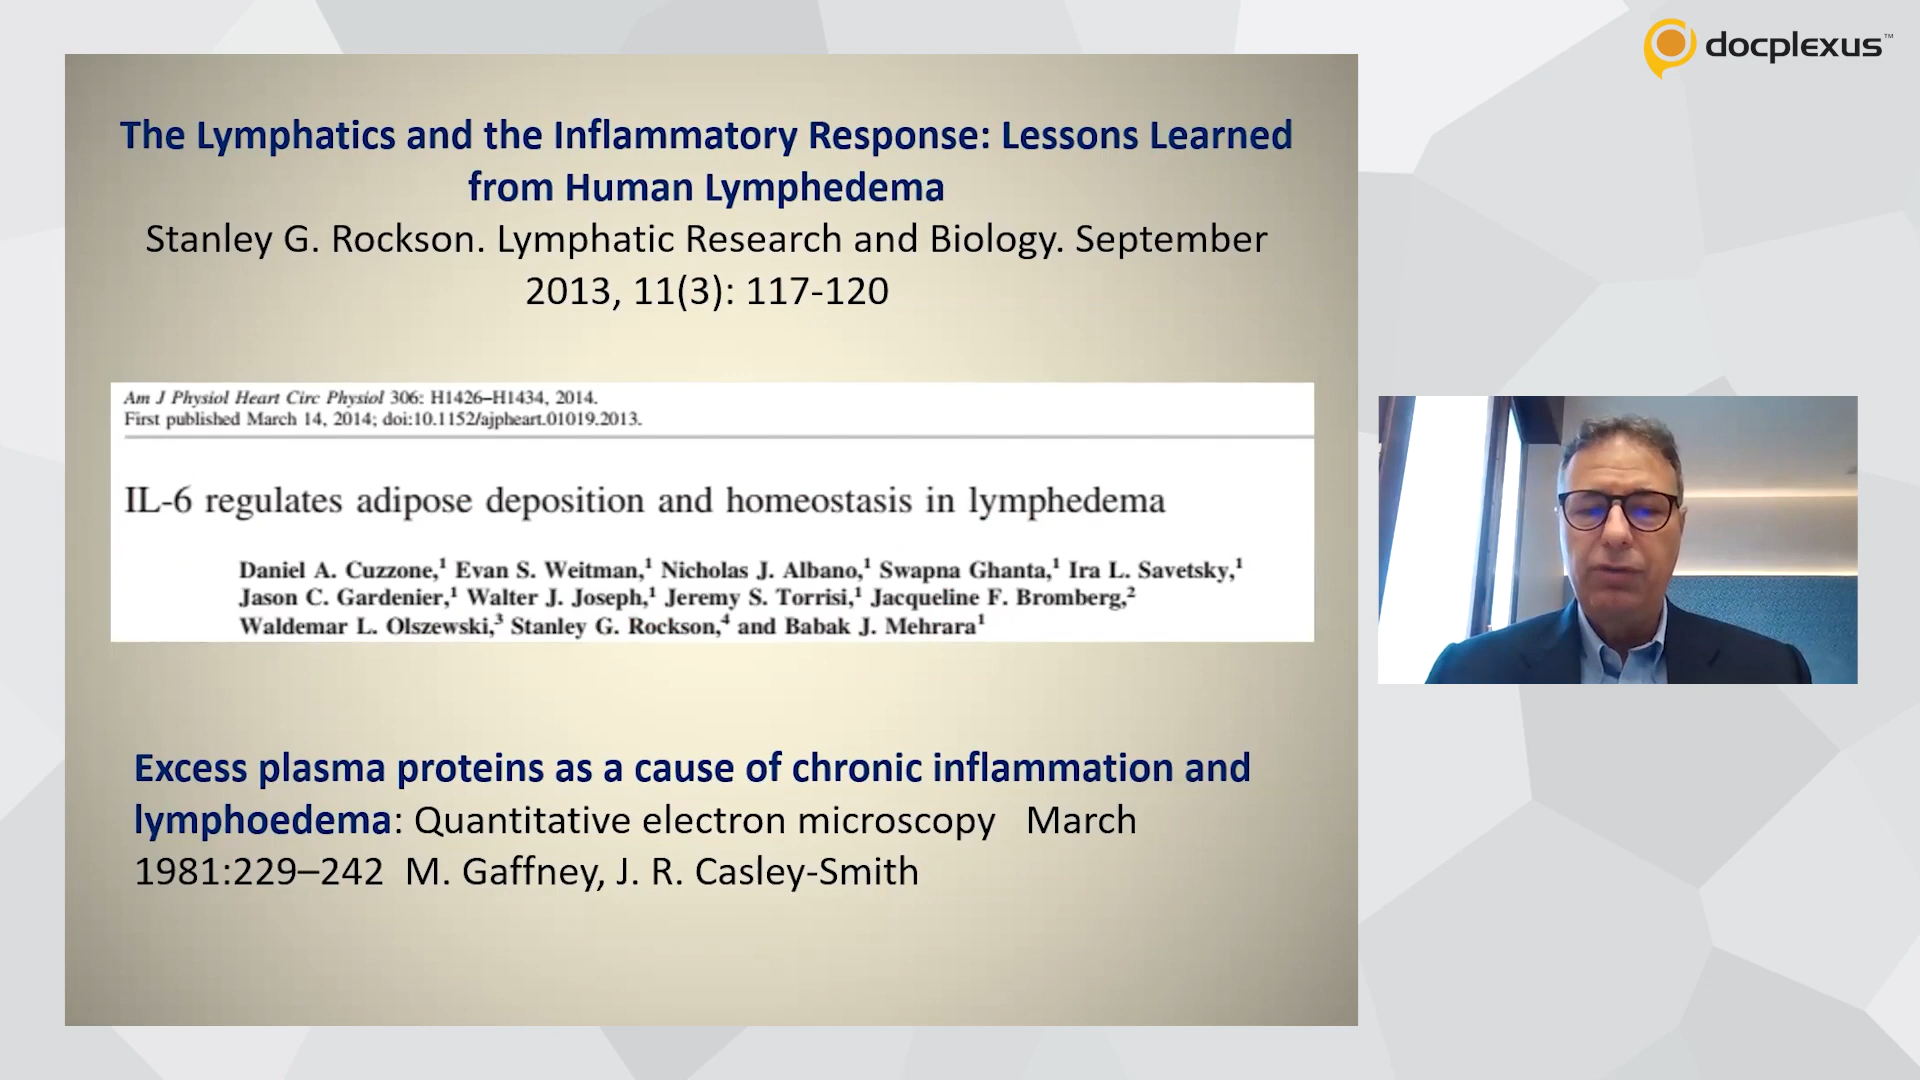 docplexus™
The Lymphatics and the Inflammatory Response: Lessons Learned
from Human Lymphedema
Stanley G. Rockson. Lymphatic Research and Biology. September
2013, 11(3): 117-120
Am J Physiol Heart Circ Physiol 306: H1426–H1434, 2014.
First published March 14, 2014; doi:10.1152/ajpheart.01019.2013.
IL-6 regulates adipose deposition and homeostasis in lymphedema
Daniel A. Cuzzone,¹ Evan S. Weitman,¹ Nicholas J. Albano,¹ Swapna Ghanta,¹ Ira L. Savetsky,¹
Jason C. Gardenier,¹ Walter J. Joseph,¹ Jeremy S. Torrisi,¹ Jacqueline F. Bromberg,²
Waldemar L. Olszewski,³ Stanley G. Rockson,⁴ and Babak J. Mehrara¹
Excess plasma proteins as a cause of chronic inflammation and
lymphoedema: Quantitative electron microscopy March
1981:229–242 M. Gaffney, J. R. Casley-Smith